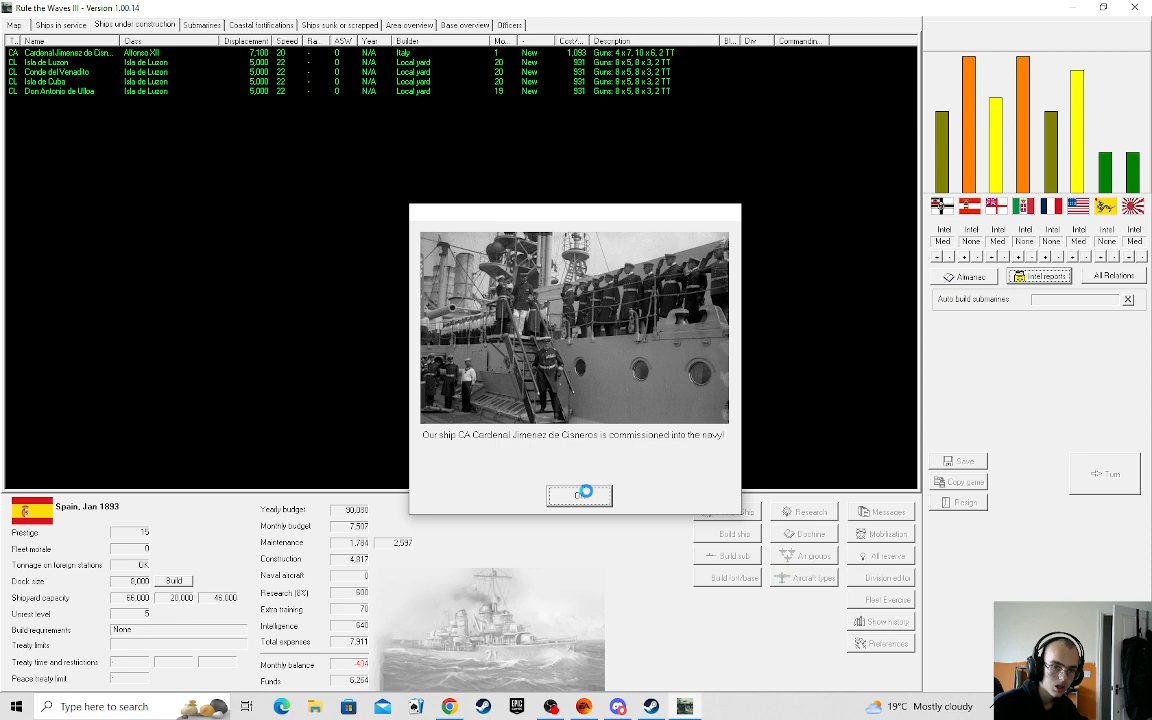 Rule the Waves III - Version 1.00.14
Map Ships in service Ships under construction Submarines Coastal fortifications Ships sunk or scrapped Area overview Base overview Officers
T.. Name Class Displacement Speed Ra... ASW Year Builder Mo... - Cost/... Description Bl... Div Commandin...
CA Cardenal Jimenez de Cisn... Alfonso XII 7,100 20 - 0 N/A Italy 1 New 1,093 Guns: 4 x 7, 10 x 6, 2 TT
CL Isla de Luzon Isla de Luzon 5,000 22 - 0 N/A Local yard 20 New 931 Guns: 8 x 5, 8 x 3, 2 TT
CL Conde del Venadito Isla de Luzon 5,000 22 - 0 N/A Local yard 20 New 931 Guns: 8 x 5, 8 x 3, 2 TT
CL Isla de Cuba Isla de Luzon 5,000 22 - 0 N/A Local yard 20 New 931 Guns: 8 x 5, 8 x 3, 2 TT
CL Don Antonio de Ulloa Isla de Luzon 5,000 22 - 0 N/A Local yard 19 New 931 Guns: 8 x 5, 8 x 3, 2 TT
Intel Intel Intel Intel Intel Intel Intel Intel
Med None Med None None Med None Med
+ - + - + - + - + - + - + - + -
Almanac Intel reports All Relations
Auto build submarines X
Our ship CA Cardenal Jimenez de Cisneros is commissioned into the navy!
Save
Copy game
Resign
Turn
Spain, Jan 1893
Prestige 15
Fleet morale 0
Tonnage on foreign stations OK
Dock size 8,000 Build
Shipyard capacity 66,000 20,000 45,000
Unrest level 5
Build requirements None
Treaty limits
Treaty time and restrictions - - -
Peace treaty limit -
Yearly budget 90,080
Monthly budget 7,507
Maintenance 1,784 2,597
Construction 4,817
Naval aircraft 0
Research (8%) 600
Extra training 70
Intelligence 640
Total expenses 7,911
Monthly balance -404
Funds 6,264
Ship Research Messages
Build ship Doctrine Mobilization
Build sub Air groups All reserve
Build fort/base Aircraft types Division editor
Fleet Exercise
Show history
Preferences
Type here to search
19°C Mostly cloudy